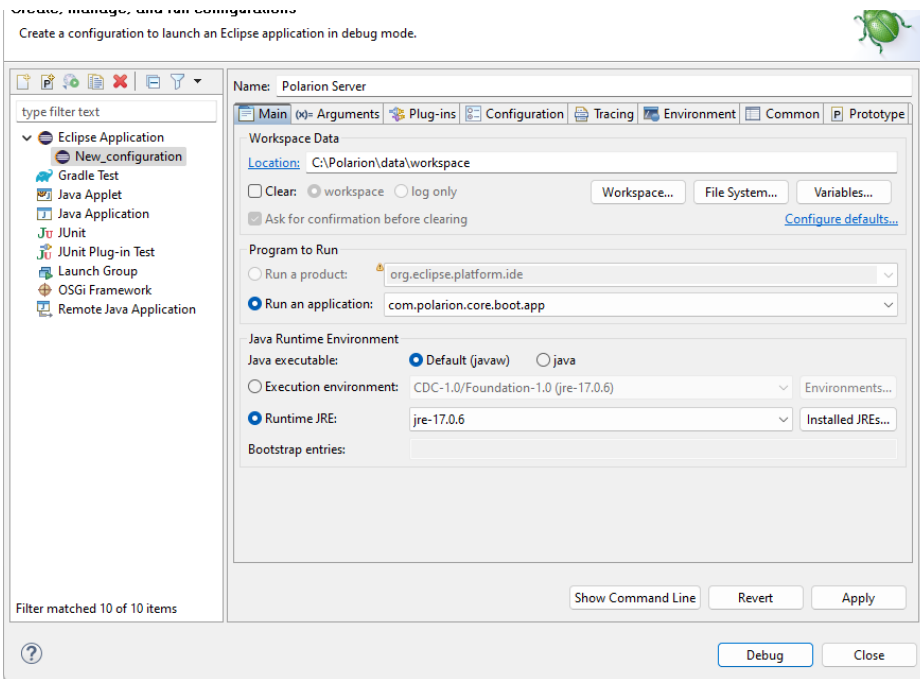 Create, manage, and run configurations
Create a configuration to launch an Eclipse application in debug mode.
type filter text
Eclipse Application
New_configuration
Gradle Test
Java Applet
Java Application
JUnit
JUnit Plug-in Test
Launch Group
OSGi Framework
Remote Java Application
Filter matched 10 of 10 items
Name: Polarion Server
Main (x)= Arguments Plug-ins Configuration Tracing Environment Common Prototype
Workspace Data
Location: C:\Polarion\data\workspace
Clear: workspace log only Workspace... File System... Variables...
Ask for confirmation before clearing Configure defaults...
Program to Run
Run a product: org.eclipse.platform.ide
Run an application: com.polarion.core.boot.app
Java Runtime Environment
Java executable: Default (javaw) java
Execution environment: CDC-1.0/Foundation-1.0 (jre-17.0.6) Environments...
Runtime JRE: jre-17.0.6 Installed JREs...
Bootstrap entries:
Show Command Line Revert Apply
Debug Close